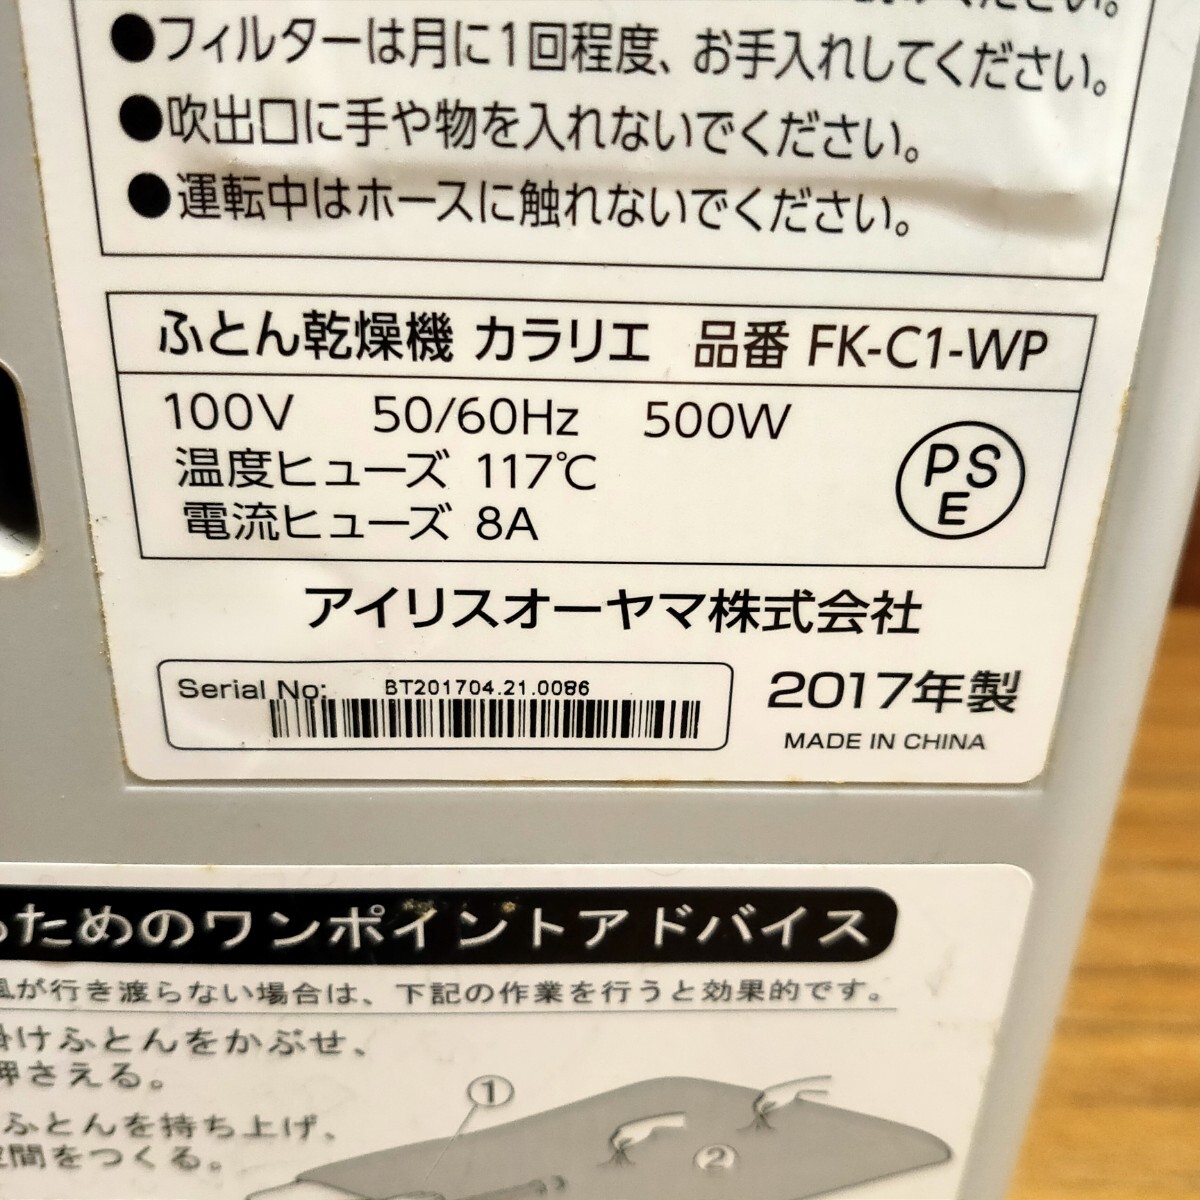 ください。
●フィルターは月に1回程度、お手入れしてください。
●吹出口に手や物を入れないでください。
●運転中はホースに触れないでください。
ふとん乾燥機 カラリエ 品番 FK-C1-WP
100V 50/60Hz 500W
温度ヒューズ 117℃
電流ヒューズ 8A
PS
E
アイリスオーヤマ株式会社
Serial No: BT201704.21.0086
2017年製
MADE IN CHINA
ためのワンポイントアドバイス
風が行き渡らない場合は、下記の作業を行うと効果的です。
掛けふとんをかぶせ、
押さえる。
ふとんを持ち上げ、
空間をつくる。
①
②